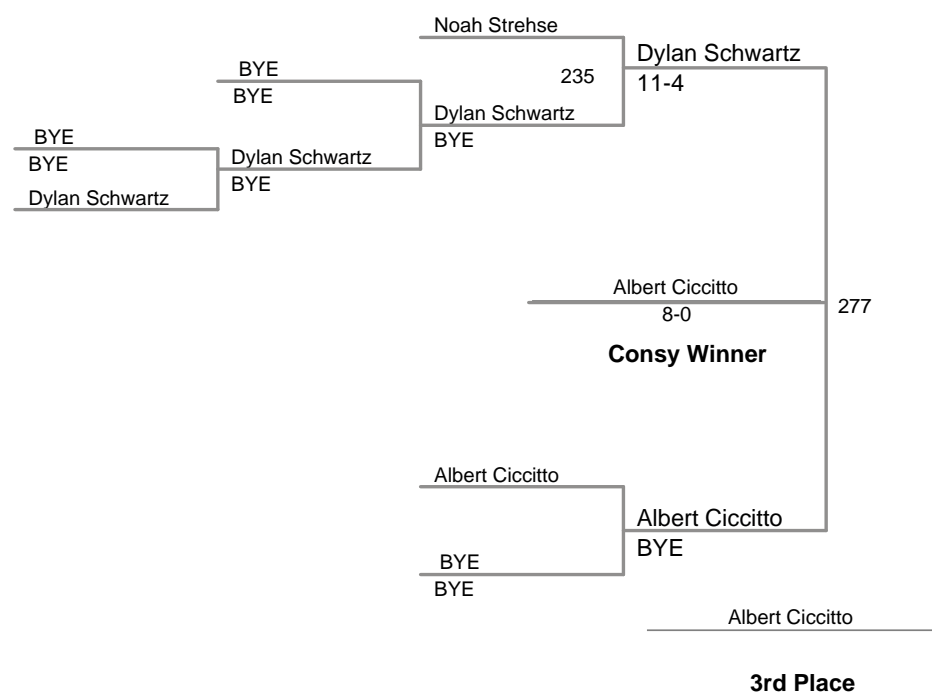 Noah Strehse
Dylan Schwartz
235
11-4
BYE
BYE
Dylan Schwartz
BYE
BYE
BYE
Dylan Schwartz
BYE
Dylan Schwartz
Albert Ciccitto
277
8-0
Consy Winner
Albert Ciccitto
Albert Ciccitto
BYE
BYE
BYE
Albert Ciccitto
3rd Place